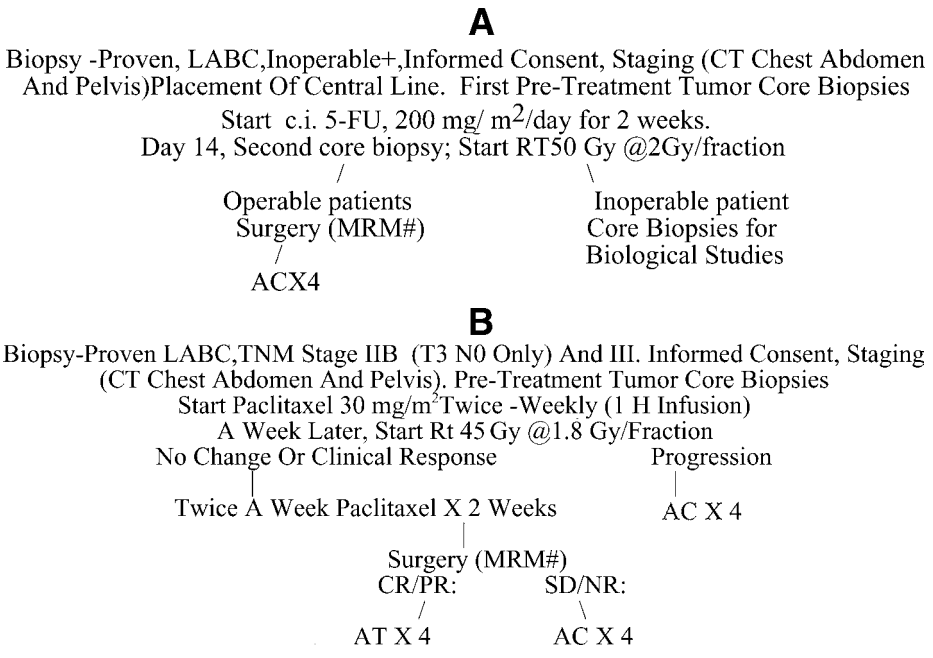 A
Biopsy -Proven, LABC,Inoperable+,Informed Consent, Staging (CT Chest Abdomen
And Pelvis)Placement Of Central Line. First Pre-Treatment Tumor Core Biopsies
Start c.i. 5-FU, 200 mg/ m²/day for 2 weeks.
Day 14, Second core biopsy; Start RT50 Gy @2Gy/fraction
Operable patients Inoperable patient
Surgery (MRM#) Core Biopsies for
Biological Studies
ACX4
B
Biopsy-Proven LABC,TNM Stage IIB (T3 N0 Only) And III. Informed Consent, Staging
(CT Chest Abdomen And Pelvis). Pre-Treatment Tumor Core Biopsies
Start Paclitaxel 30 mg/m²Twice -Weekly (1 H Infusion)
A Week Later, Start Rt 45 Gy @1.8 Gy/Fraction
No Change Or Clinical Response Progression
Twice A Week Paclitaxel X 2 Weeks AC X 4
Surgery (MRM#)
CR/PR: SD/NR:
AT X 4 AC X 4